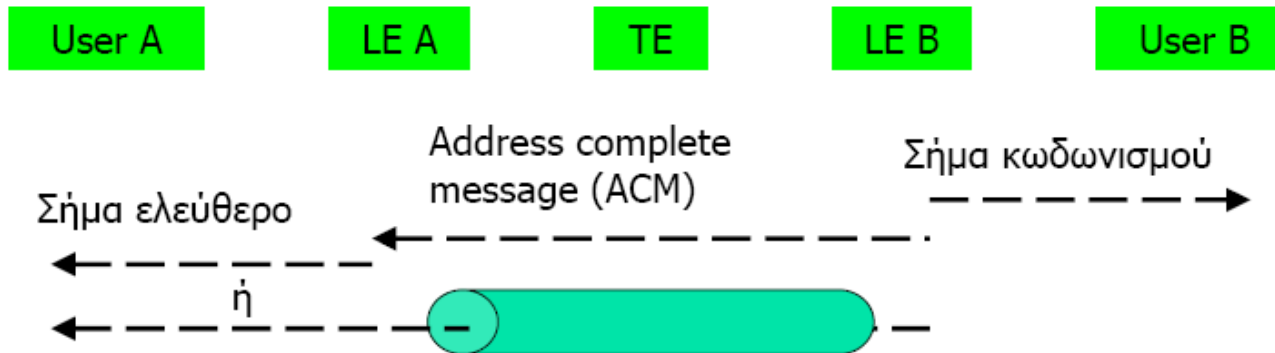 User A
LE A
TE
LE B
User B
Address complete
message (ACM)
Σήμα κωδωνισμού
Σήμα ελεύθερο
ή